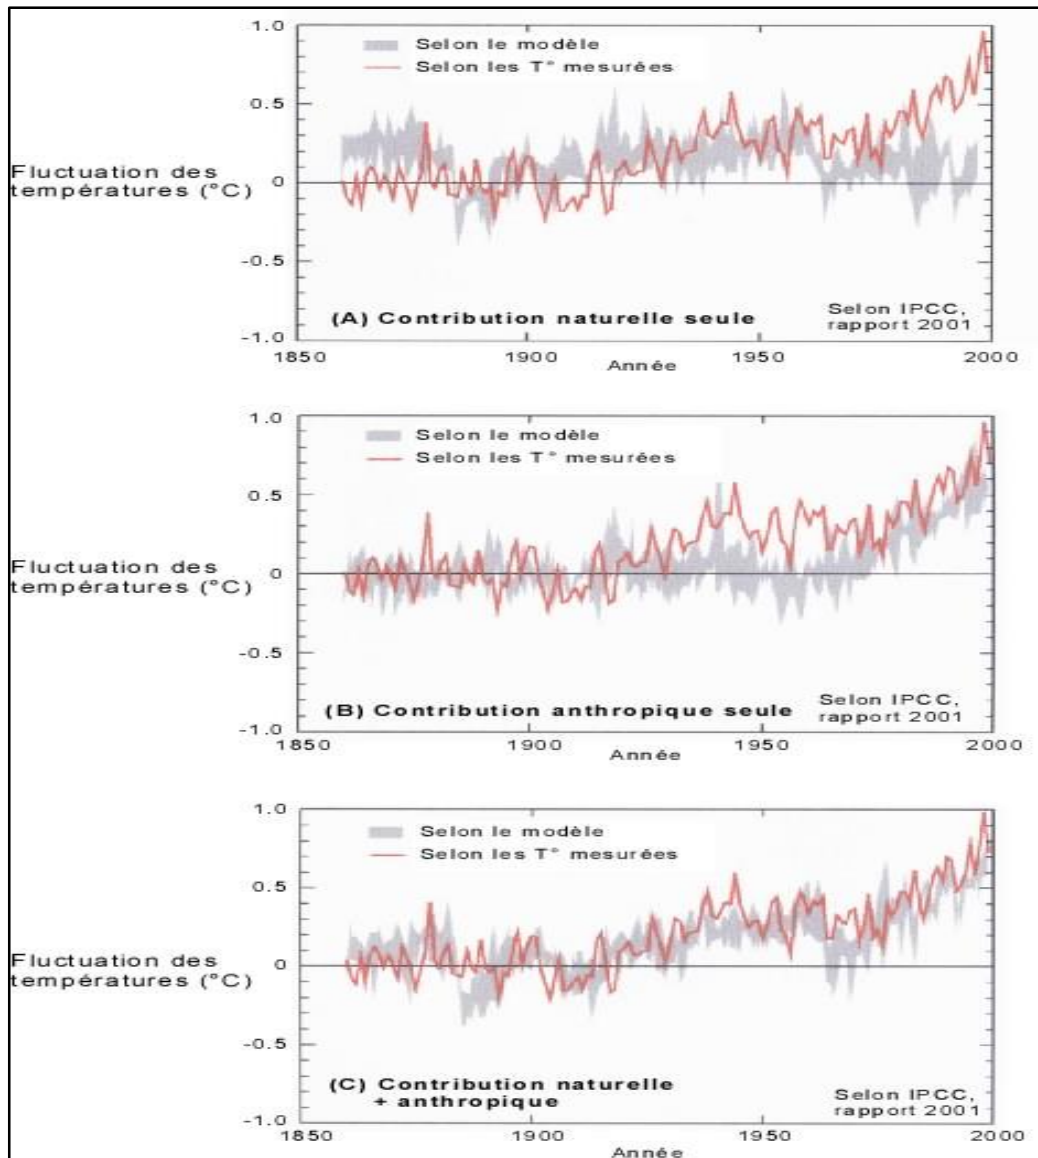 1.0
Selon le modèle
Selon les T° mesurées
0.5
Fluctuation des
températures (°C)
0
-0.5
(A) Contribution naturelle seule
Selon IPCC,
rapport 2001
-1.0
1850
1900
1950
2000
Année
1.0
Selon le modèle
Selon les T° mesurées
0.5
Fluctuation des
températures (°C)
0
-0.5
(B) Contribution anthropique seule
Selon IPCC,
rapport 2001
-1.0
1850
1900
1950
2000
Année
1.0
Selon le modèle
Selon les T° mesurées
0.5
Fluctuation des
températures (°C)
0
-0.5
(C) Contribution naturelle
+ anthropique
Selon IPCC,
rapport 2001
-1.0
1850
1900
1950
2000
Année